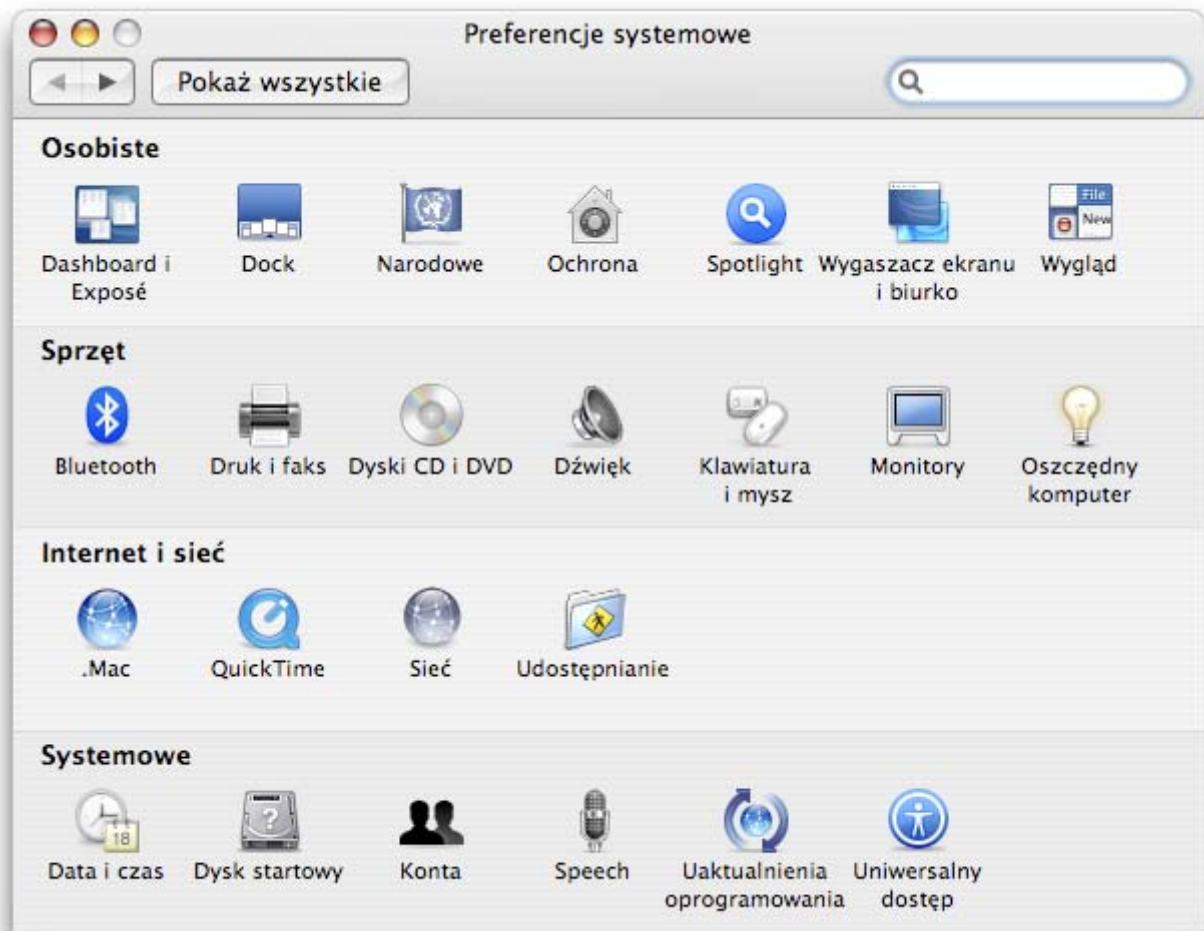 Preferencje systemowe
Pokaż wszystkie
Osobiste
Dashboard i Exposé
Dock
Narodowe
Ochrona
Spotlight
Wygaszacz ekranu i biurko
Wygląd
File
New
Sprzęt
Bluetooth
Druk i faks
Dyski CD i DVD
Dźwięk
Klawiatura i mysz
Monitory
Oszczędny komputer
Internet i sieć
.Mac
QuickTime
Sieć
Udostępnianie
Systemowe
18
?
Data i czas
Dysk startowy
Konta
Speech
Uaktualnienia oprogramowania
Uniwersalny dostęp